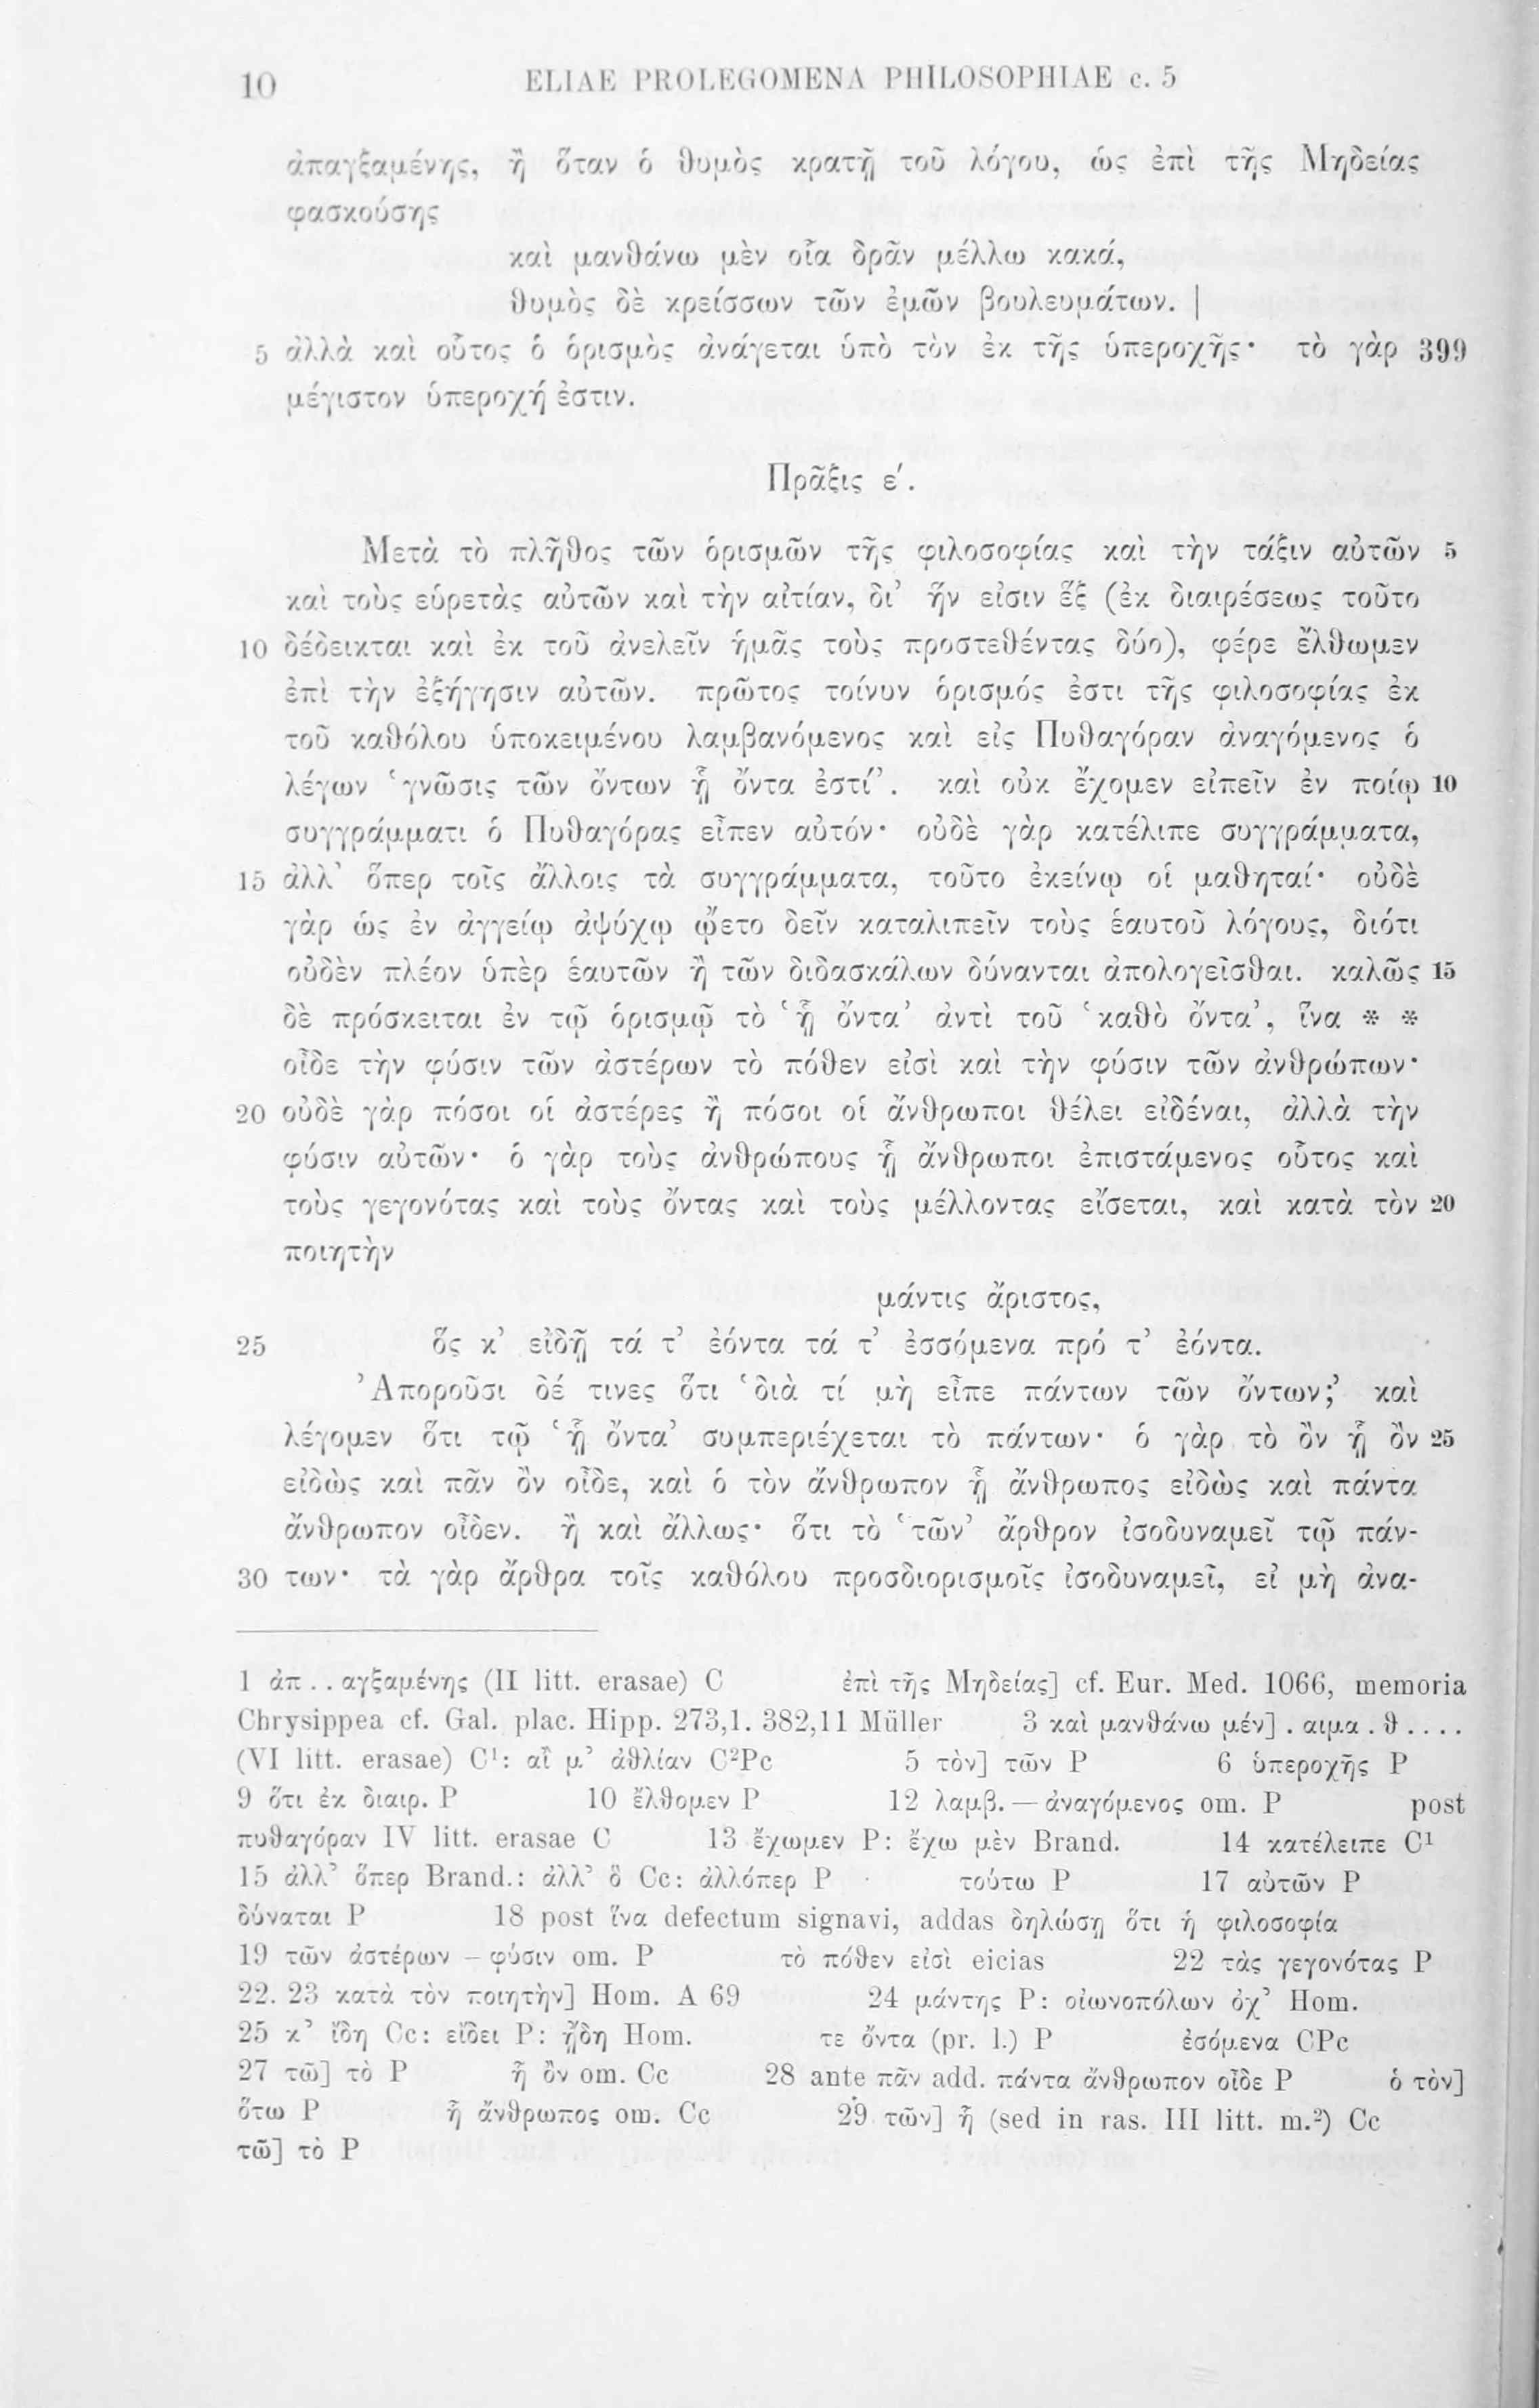 10 ELIAE PROLEGOMENA PHILOSOPHIAE c. 5
ἀπαγξαμένης, ἢ ὅταν ὁ θυμὸς κρατῇ τοῦ λόγου, ὡς ἐπὶ τῆς Μηδείας
φασκούσης
καὶ μανθάνω μὲν οἷα δρᾶν μέλλω κακά,
θυμὸς δὲ κρείσσων τῶν ἐμῶν βουλευμάτων. |
5 ἀλλὰ καὶ οὗτος ὁ ὁρισμὸς ἀνάγεται ὑπὸ τὸν ἐκ τῆς ὑπεροχῆς· τὸ γὰρ 399
μέγιστον ὑπεροχή ἐστιν.
Πρᾶξις ε΄.
Μετὰ τὸ πλῆθος τῶν ὁρισμῶν τῆς φιλοσοφίας καὶ τὴν τάξιν αὐτῶν 5
καὶ τοὺς εὑρετὰς αὐτῶν καὶ τὴν αἰτίαν, δι’ ἥν εἰσιν ἓξ (ἐκ διαιρέσεως τοῦτο
10 δέδεικται καὶ ἐκ τοῦ ἀνελεῖν ἡμᾶς τοὺς προστεθέντας δύο), φέρε ἔλθωμεν
ἐπὶ τὴν ἐξήγησιν αὐτῶν. πρῶτος τοίνυν ὁρισμός ἐστι τῆς φιλοσοφίας ἐκ
τοῦ καθόλου ὑποκειμένου λαμβανόμενος καὶ εἰς Πυθαγόραν ἀναγόμενος ὁ
λέγων ‘γνῶσις τῶν ὄντων ᾗ ὄντα ἐστί’. καὶ οὐκ ἔχομεν εἰπεῖν ἐν ποίῳ 10
συγγράμματι ὁ Πυθαγόρας εἶπεν αὐτόν· οὐδὲ γὰρ κατέλιπε συγγράμματα,
15 ἀλλ’ ὅπερ τοῖς ἄλλοις τὰ συγγράμματα, τοῦτο ἐκείνῳ οἱ μαθηταί· οὐδὲ
γὰρ ὡς ἐν ἀγγείῳ ἀψύχῳ ᾤετο δεῖν καταλιπεῖν τοὺς ἑαυτοῦ λόγους, διότι
οὐδὲν πλέον ὑπὲρ ἑαυτῶν ἢ τῶν διδασκάλων δύνανται ἀπολογεῖσθαι. καλῶς 15
δὲ πρόσκειται ἐν τῷ ὁρισμῷ τὸ ‘ᾗ ὄντα’ ἀντὶ τοῦ ‘καθὸ ὄντα’, ἵνα * *
οἶδε τὴν φύσιν τῶν ἀστέρων τὸ πόθεν εἰσὶ καὶ τὴν φύσιν τῶν ἀνθρώπων·
20 οὐδὲ γὰρ πόσοι οἱ ἀστέρες ἢ πόσοι οἱ ἄνθρωποι θέλει εἰδέναι, ἀλλὰ τὴν
φύσιν αὐτῶν· ὁ γὰρ τοὺς ἀνθρώπους ᾗ ἄνθρωποι ἐπιστάμενος οὗτος καὶ
τοὺς γεγονότας καὶ τοὺς ὄντας καὶ τοὺς μέλλοντας εἴσεται, καὶ κατὰ τὸν 20
ποιητὴν
μάντις ἄριστος,
25 ὅς κ’ εἰδῇ τά τ’ ἐόντα τά τ’ ἐσσόμενα πρό τ’ ἐόντα.
Ἀποροῦσι δέ τινες ὅτι ‘διὰ τί μὴ εἶπε πάντων τῶν ὄντων;’ καὶ
λέγομεν ὅτι τῷ ‘ᾗ ὄντα’ συμπεριέχεται τὸ πάντων· ὁ γὰρ τὸ ὂν ᾗ ὂν 25
εἰδὼς καὶ πᾶν ὂν οἶδε, καὶ ὁ τὸν ἄνθρωπον ᾗ ἄνθρωπος εἰδὼς καὶ πάντα
ἄνθρωπον οἶδεν. ἢ καὶ ἄλλως· ὅτι τὸ ‘τῶν’ ἄρθρον ἰσοδυναμεῖ τῷ πάν-
30 των· τὰ γὰρ ἄρθρα τοῖς καθόλου προσδιορισμοῖς ἰσοδυναμεῖ, εἰ μὴ ἀνα-
1 ἀπ . . αγξαμένης (II litt. erasae) C ἐπὶ τῆς Μηδείας] cf. Eur. Med. 1066, memoria
Chrysippea cf. Gal. plac. Hipp. 273,1. 382,11 Müller 3 καὶ μανθάνω μέν] . αιμα . θ . . . .
(VI litt. erasae) C¹: αἲ μ’ ἀθλίαν C²Pc 5 τὸν] τῶν P 6 ὑπεροχῆς P
9 ὅτι ἐκ διαιρ. P 10 ἔλθομεν P 12 λαμβ. — ἀναγόμενος om. P post
πυθαγόραν IV litt. erasae C 13 ἔχωμεν P: ἔχω μὲν Brand. 14 κατέλειπε C¹
15 ἀλλ’ ὅπερ Brand.: ἀλλ’ ὃ Cc: ἀλλόπερ P τούτω P 17 αὐτῶν P
δύναται P 18 post ἵνα defectum signavi, addas δηλώσῃ ὅτι ἡ φιλοσοφία
19 τῶν ἀστέρων – φύσιν om. P τὸ πόθεν εἰσὶ eicias 22 τὰς γεγονότας P
22. 23 κατὰ τὸν ποιητὴν] Hom. A 69 24 μάντης P: οἰωνοπόλων ὄχ’ Hom.
25 κ’ ἴδη Cc: εἴδει P: ᾔδη Hom. τε ὄντα (pr. l.) P ἐσόμενα CPc
27 τῶ] τὸ P ᾗ ὂν om. Cc 28 ante πᾶν add. πάντα ἄνθρωπον οἶδε P ὁ τὸν]
ὅτω P ᾗ ἄνθρωπος om. Cc 29 τῶν] ᾗ (sed in ras. III litt. m.²) Cc
τῶ] τὸ P